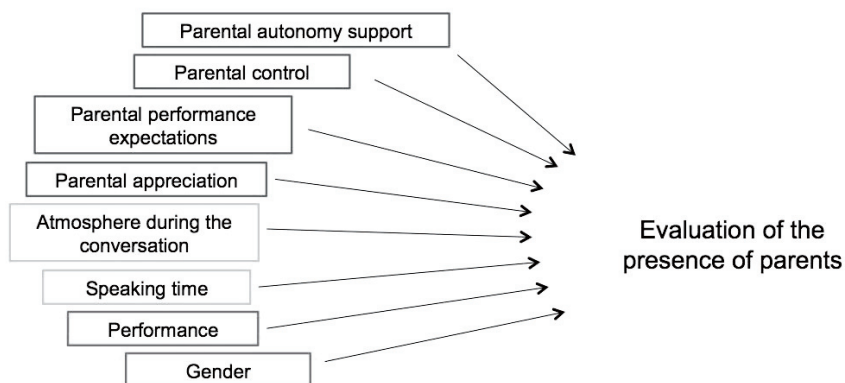 Parental autonomy support
Parental control
Parental performance
expectations
Parental appreciation
Atmosphere during the
conversation
Speaking time
Performance
Gender
Evaluation of the
presence of parents